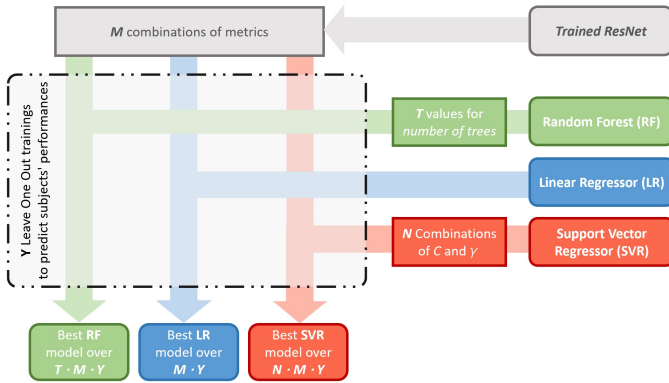 M combinations of metrics
Trained ResNet
Y Leave One Out trainings
to predict subjects' performances
T values for
number of trees
Random Forest (RF)
Linear Regressor (LR)
N Combinations
of C and γ
Support Vector
Regressor (SVR)
Best RF
model over
T · M · Y
Best LR
model over
M · Y
Best SVR
model over
N · M · Y